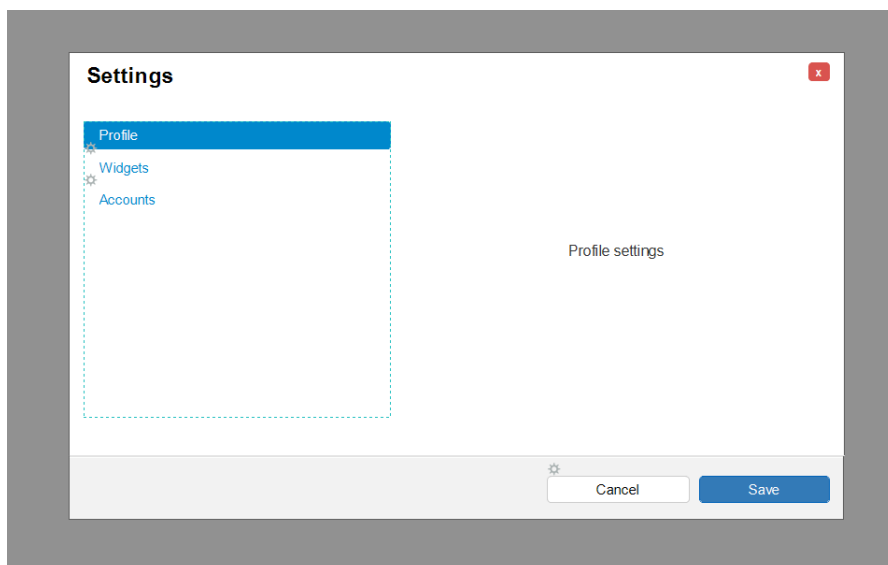 Settings
x
Profile
Widgets
Accounts
Profile settings
Cancel
Save